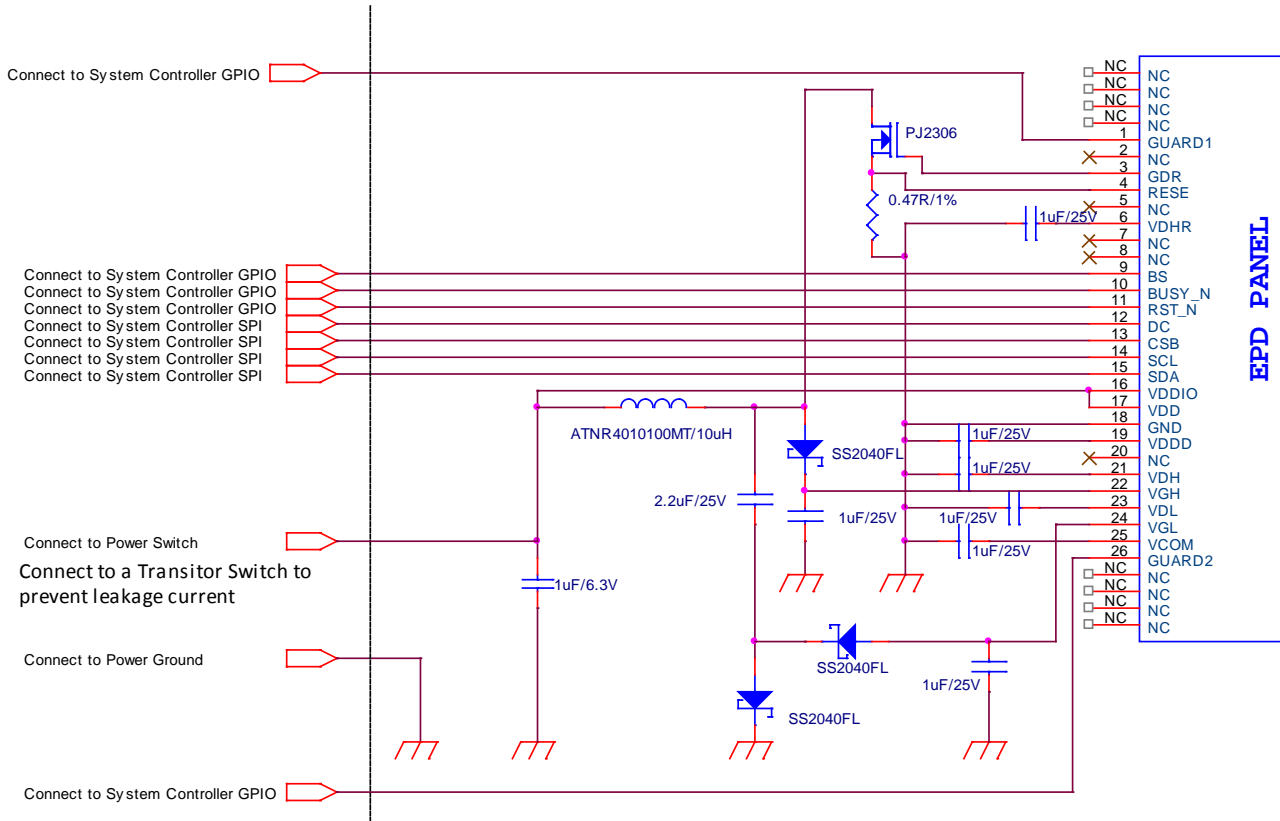 Connect to System Controller GPIO
Connect to System Controller GPIO
Connect to System Controller GPIO
Connect to System Controller GPIO
Connect to System Controller SPI
Connect to System Controller SPI
Connect to System Controller SPI
Connect to System Controller SPI
Connect to Power Switch
Connect to a Transitor Switch to
prevent leakage current
Connect to Power Ground
Connect to System Controller GPIO
PJ2306
0.47R/1%
1uF/25V
ATNR4010100MT/10uH
SS2040FL
2.2uF/25V
1uF/25V
1uF/25V
1uF/25V
1uF/25V
1uF/25V
1uF/6.3V
SS2040FL
1uF/25V
SS2040FL
NC NC
NC NC
NC NC
NC NC
1 GUARD1
2 NC
3 GDR
4 RESE
5 NC
6 VDHR
7 NC
8 NC
9 BS
10 BUSY_N
11 RST_N
12 DC
13 CSB
14 SCL
15 SDA
16 VDDIO
17 VDD
18 GND
19 VDDD
20 NC
21 VDH
22 VGH
23 VDL
24 VGL
25 VCOM
26 GUARD2
NC NC
NC NC
NC NC
NC NC
EPD PANEL